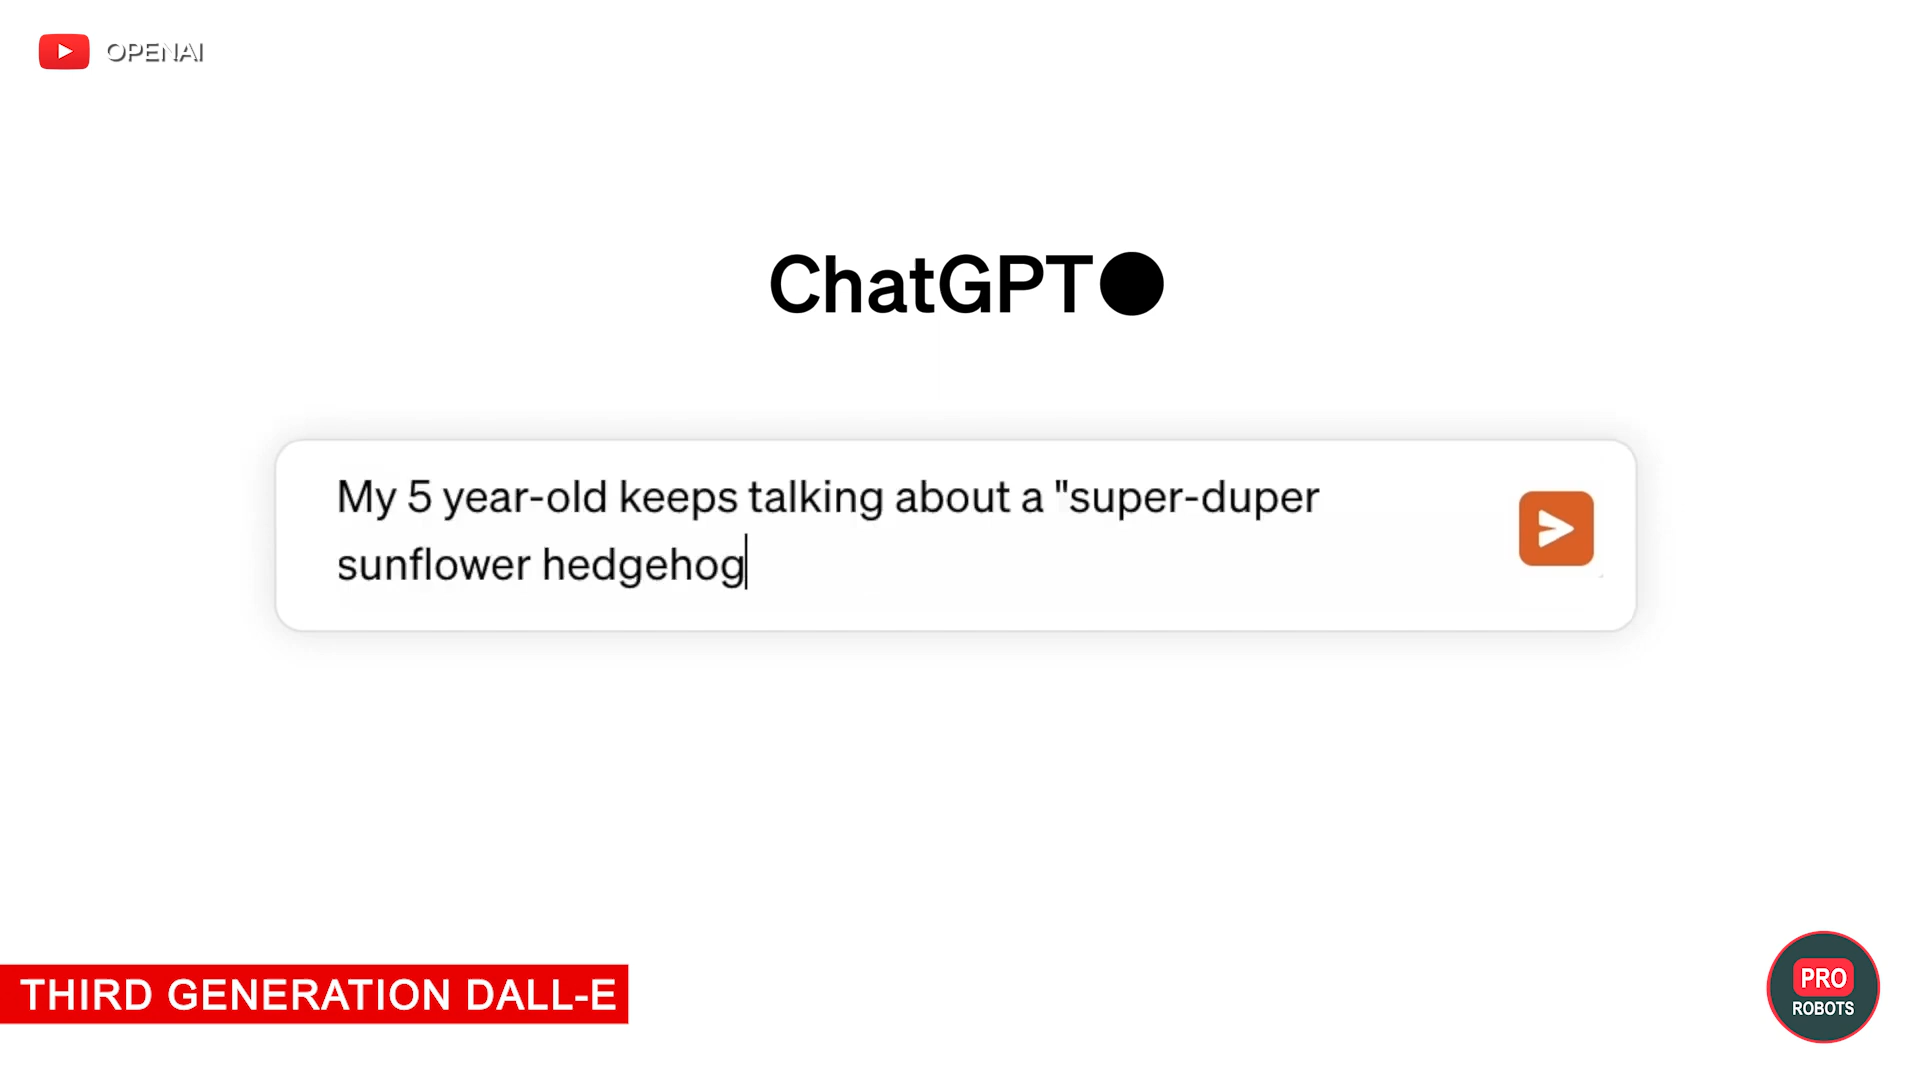 OPENAI
ChatGPT
My 5 year-old keeps talking about a "super-duper
sunflower hedgehog
THIRD GENERATION DALL-E
PRO
ROBOTS